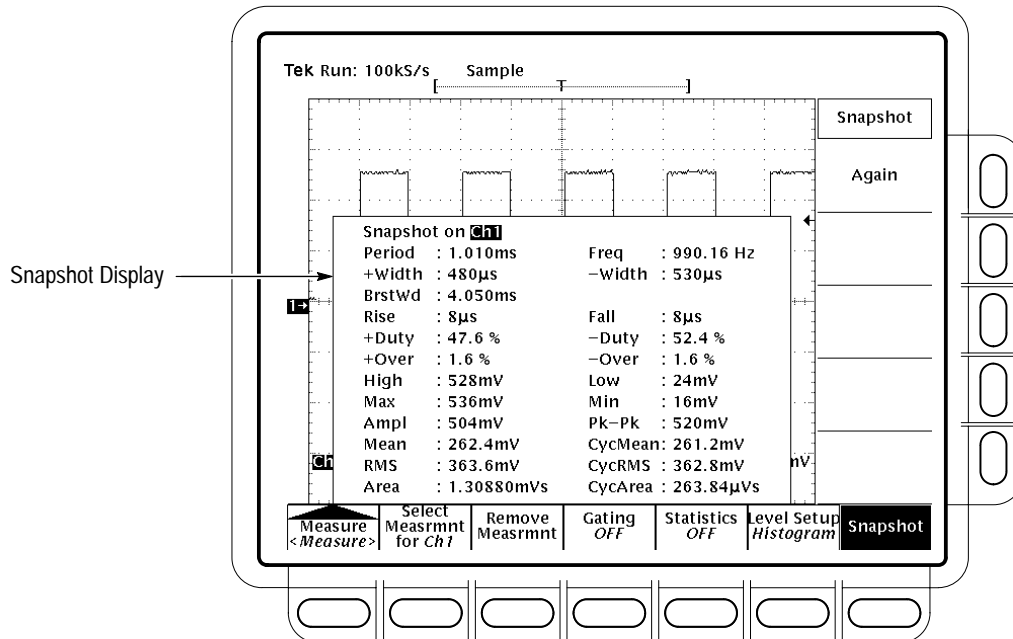 Tek Run: 100kS/s Sample
[ T ]
Snapshot
Again
Snapshot Display
Snapshot on Ch1
Period : 1.010ms Freq : 990.16 Hz
+Width : 480µs −Width : 530µs
BrstWd : 4.050ms
1→
Rise : 8µs Fall : 8µs
+Duty : 47.6 % −Duty : 52.4 %
+Over : 1.6 % −Over : 1.6 %
High : 528mV Low : 24mV
Max : 536mV Min : 16mV
Ampl : 504mV Pk−Pk : 520mV
Mean : 262.4mV CycMean: 261.2mV
Ch RMS : 363.6mV CycRMS : 362.8mV mV
Area : 1.30880mVs CycArea : 263.84µVs
Measure
<Measure>
Select
Measrmnt
for Ch1
Remove
Measrmnt
Gating
OFF
Statistics
OFF
Level Setup
Histogram
Snapshot